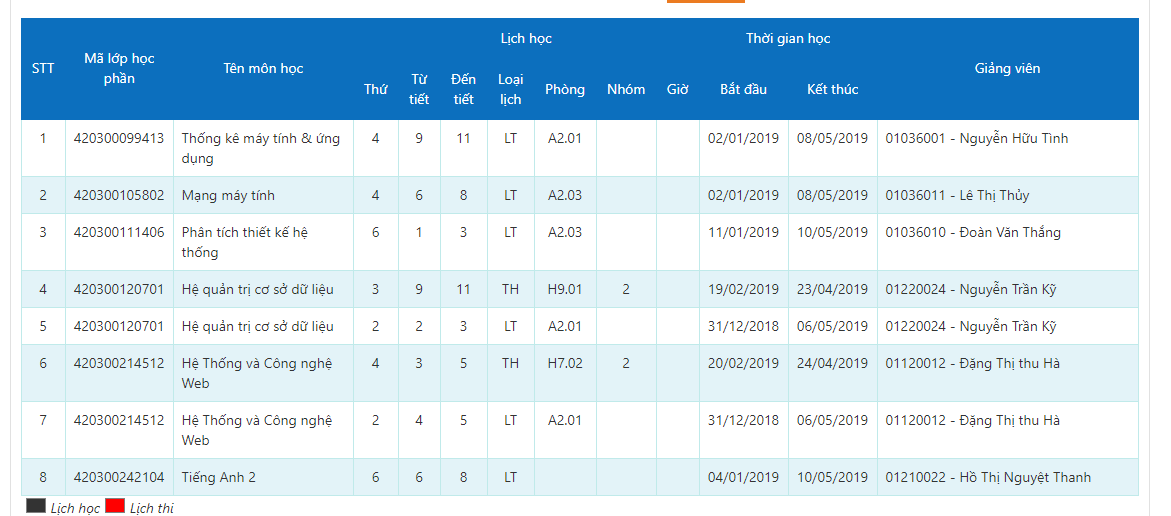 Lịch học Thời gian học
STT Mã lớp học phần Tên môn học Giảng viên
Thứ Từ tiết Đến tiết Loại lịch Phòng Nhóm Giờ Bắt đầu Kết thúc
1 420300099413 Thống kê máy tính & ứng 4 9 11 LT A2.01 02/01/2019 08/05/2019 01036001 - Nguyễn Hữu Tình
dụng
2 420300105802 Mạng máy tính 4 6 8 LT A2.03 02/01/2019 08/05/2019 01036011 - Lê Thị Thủy
3 420300111406 Phân tích thiết kế hệ 6 1 3 LT A2.03 11/01/2019 10/05/2019 01036010 - Đoàn Văn Thắng
thống
4 420300120701 Hệ quản trị cơ sở dữ liệu 3 9 11 TH H9.01 2 19/02/2019 23/04/2019 01220024 - Nguyễn Trần Kỹ
5 420300120701 Hệ quản trị cơ sở dữ liệu 2 2 3 LT A2.01 31/12/2018 06/05/2019 01220024 - Nguyễn Trần Kỹ
6 420300214512 Hệ Thống và Công nghệ 4 3 5 TH H7.02 2 20/02/2019 24/04/2019 01120012 - Đặng Thị thu Hà
Web
7 420300214512 Hệ Thống và Công nghệ 2 4 5 LT A2.01 31/12/2018 06/05/2019 01120012 - Đặng Thị thu Hà
Web
8 420300242104 Tiếng Anh 2 6 6 8 LT 04/01/2019 10/05/2019 01210022 - Hồ Thị Nguyệt Thanh
Lịch học Lịch thi